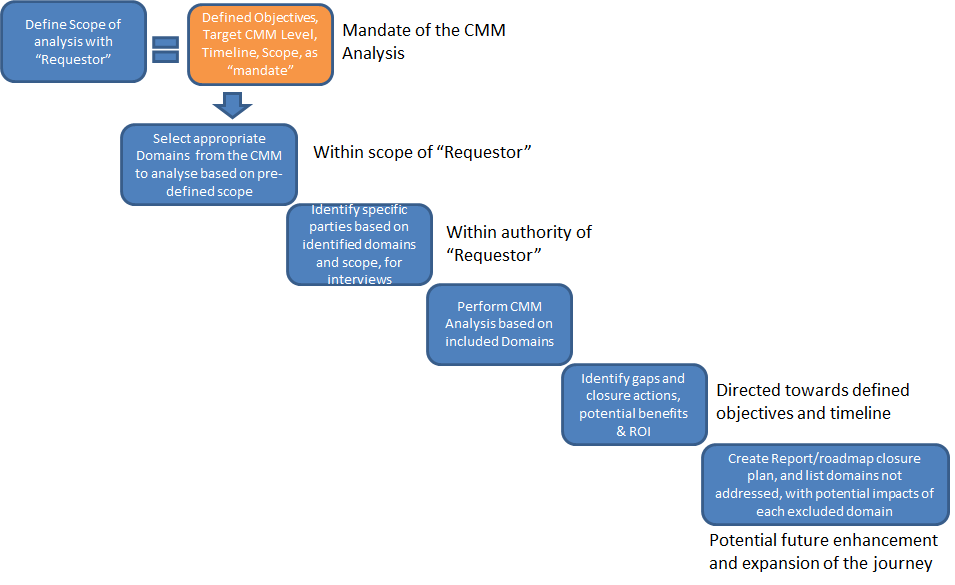 Define Scope of
analysis with
“Requestor”
Defined Objectives,
Target CMM Level,
Timeline, Scope, as
“mandate”
Mandate of the CMM
Analysis
Select appropriate
Domains from the CMM
to analyse based on pre-
defined scope
Within scope of “Requestor”
Identify specific
parties based on
identified domains
and scope, for
interviews
Within authority of
“Requestor”
Perform CMM
Analysis based on
included Domains
Identify gaps and
closure actions,
potential benefits
& ROI
Directed towards defined
objectives and timeline
Create Report/roadmap closure
plan, and list domains not
addressed, with potential impacts of
each excluded domain
Potential future enhancement
and expansion of the journey